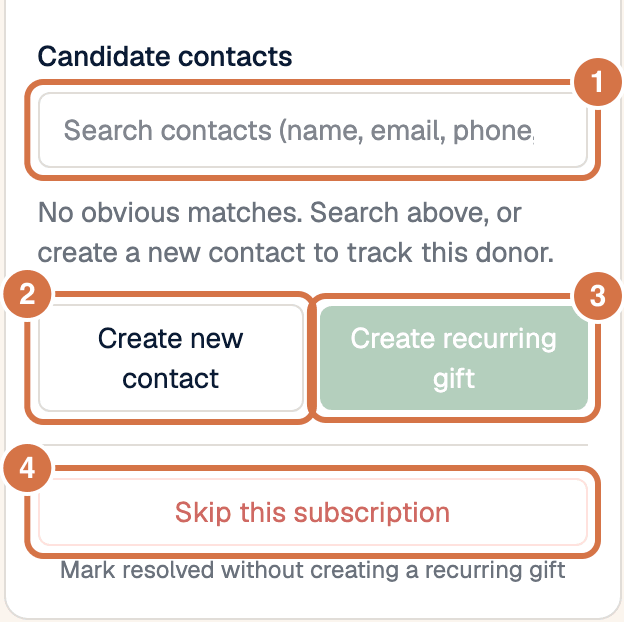 Candidate contacts
1
Search contacts (name, email, phone,
No obvious matches. Search above, or
create a new contact to track this donor.
2
3
Create new
contact
Create recurring
gift
4
Skip this subscription
Mark resolved without creating a recurring gift